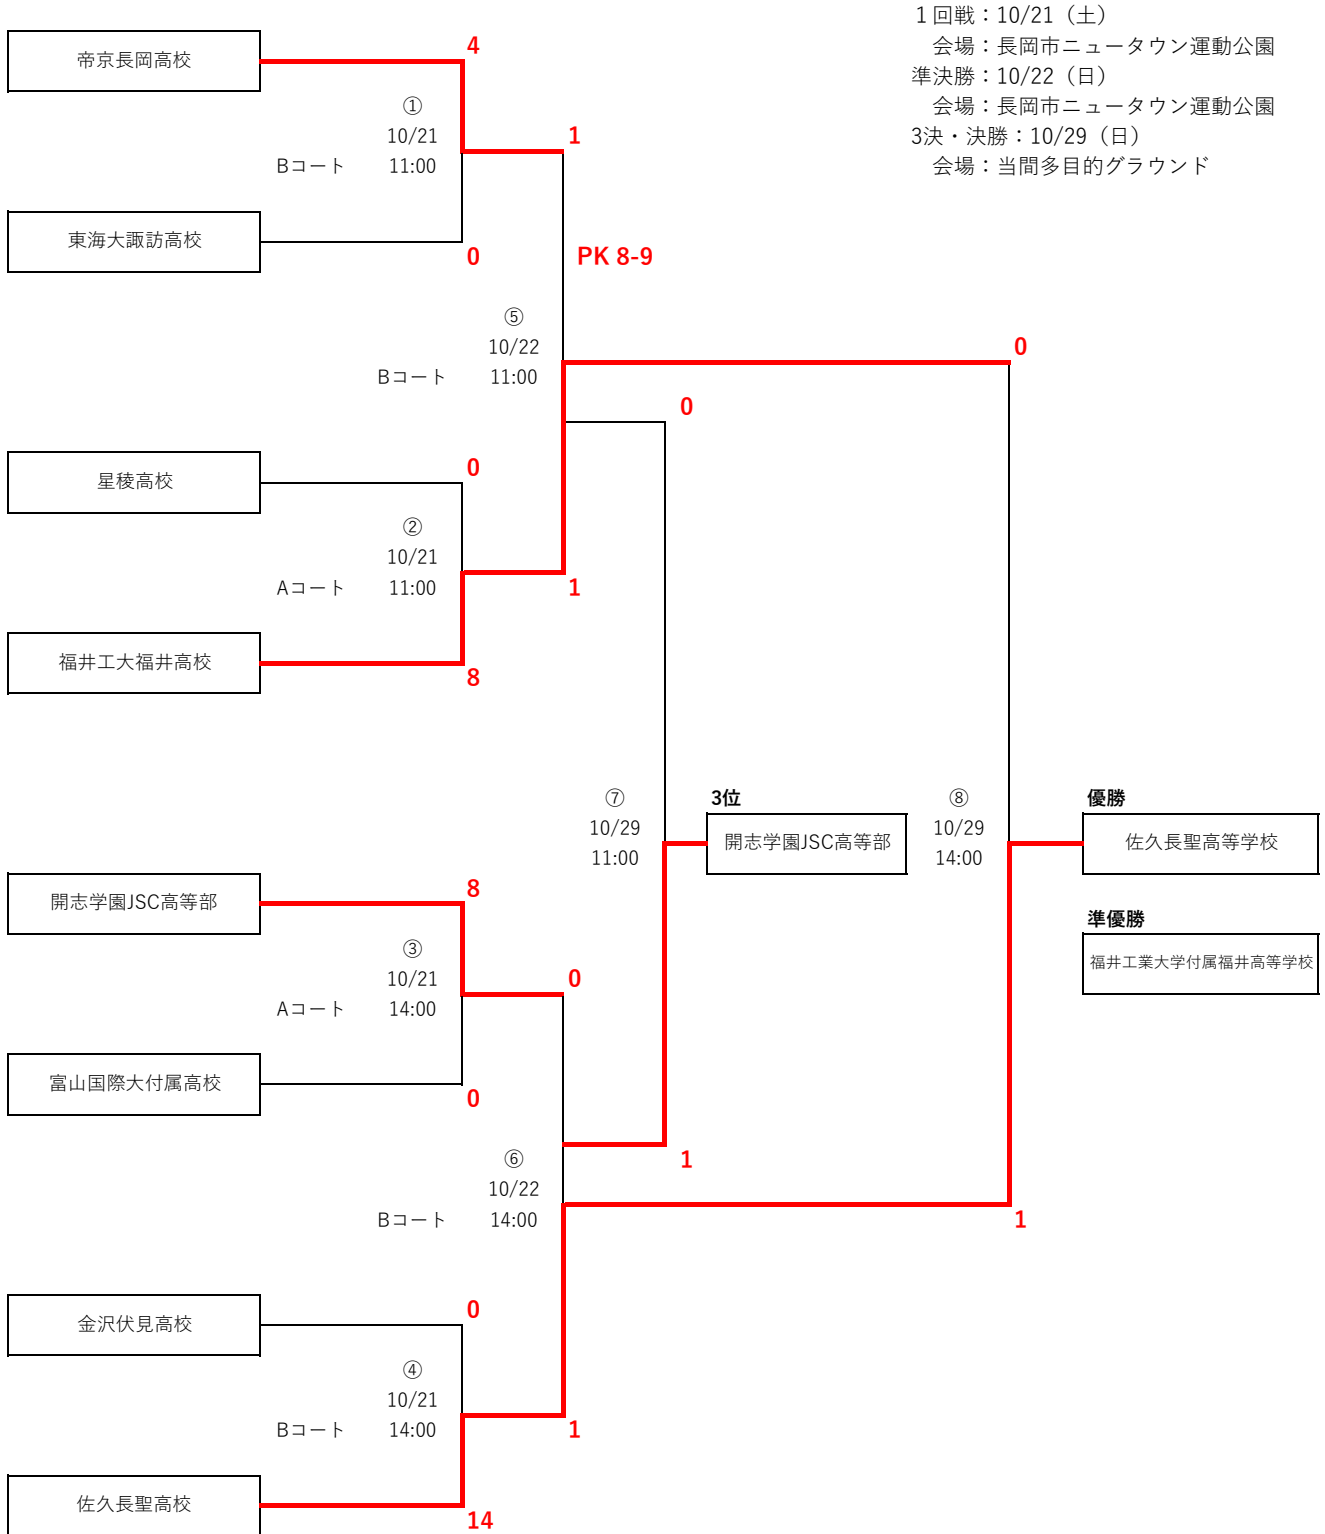 １回戦：10/21（土）
会場：長岡市ニュータウン運動公園
準決勝：10/22（日）
会場：長岡市ニュータウン運動公園
3決・決勝：10/29（日）
会場：当間多目的グラウンド
帝京長岡高校
4
①
10/21
Bコート 11:00
1
東海大諏訪高校
0
PK 8-9
⑤
10/22
Bコート 11:00
0
0
星稜高校
0
②
10/21
Aコート 11:00
1
福井工大福井高校
8
⑦
10/29
11:00
3位
開志学園JSC高等部
⑧
10/29
14:00
優勝
佐久長聖高等学校
準優勝
福井工業大学付属福井高等学校
開志学園JSC高等部
8
③
10/21
Aコート 14:00
0
富山国際大付属高校
0
⑥
10/22
Bコート 14:00
1
1
金沢伏見高校
0
④
10/21
Bコート 14:00
1
佐久長聖高校
14